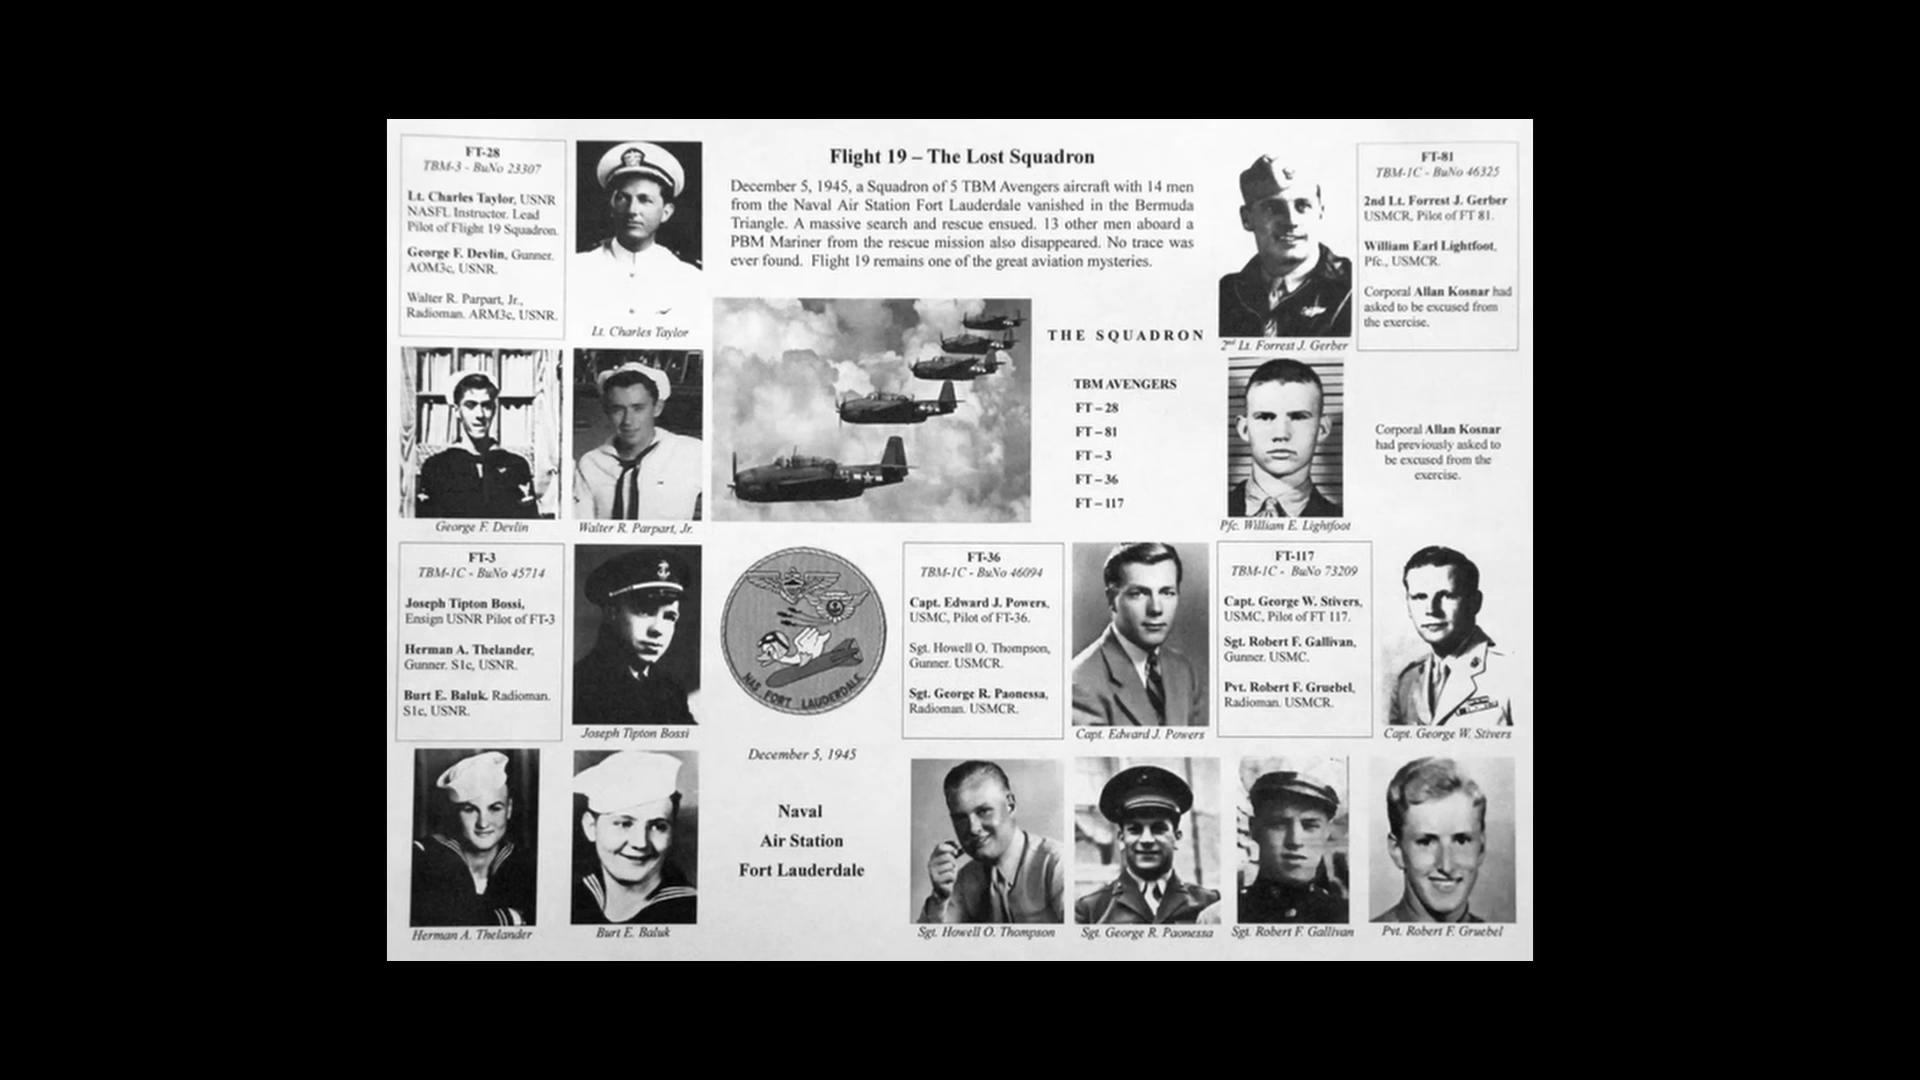 FT-28
TBM-3 - BuNo 23307
Lt. Charles Taylor, USNR
NASFL Instructor. Lead
Pilot of Flight 19 Squadron.
George F. Devlin, Gunner.
AOM3c, USNR.
Walter R. Parpart, Jr.,
Radioman. ARM3c, USNR.
Lt. Charles Taylor
Flight 19 – The Lost Squadron
December 5, 1945, a Squadron of 5 TBM Avengers aircraft with 14 men
from the Naval Air Station Fort Lauderdale vanished in the Bermuda
Triangle. A massive search and rescue ensued. 13 other men aboard a
PBM Mariner from the rescue mission also disappeared. No trace was
ever found. Flight 19 remains one of the great aviation mysteries.
2nd Lt. Forrest J. Gerber
FT-81
TBM-1C - BuNo 46325
2nd Lt. Forrest J. Gerber
USMCR, Pilot of FT 81.
William Earl Lightfoot,
Pfc., USMCR.
Corporal Allan Kosnar had
asked to be excused from
the exercise.
George F. Devlin
Walter R. Parpart, Jr.
THE SQUADRON
TBM AVENGERS
FT – 28
FT – 81
FT – 3
FT – 36
FT – 117
Pfc. William E. Lightfoot
Corporal Allan Kosnar
had previously asked to
be excused from the
exercise.
FT-3
TBM-1C - BuNo 45714
Joseph Tipton Bossi,
Ensign USNR Pilot of FT-3
Herman A. Thelander,
Gunner. S1c, USNR.
Burt E. Baluk, Radioman.
S1c, USNR.
Joseph Tipton Bossi
NAS FORT LAUDERDALE
December 5, 1945
Naval
Air Station
Fort Lauderdale
FT-36
TBM-1C - BuNo 46094
Capt. Edward J. Powers,
USMC, Pilot of FT-36.
Sgt. Howell O. Thompson,
Gunner. USMCR.
Sgt. George R. Paonessa,
Radioman. USMCR.
Capt. Edward J. Powers
FT-117
TBM-1C - BuNo 73209
Capt. George W. Stivers,
USMC, Pilot of FT 117.
Sgt. Robert F. Gallivan,
Gunner. USMC.
Pvt. Robert F. Gruebel,
Radioman. USMCR.
Capt. George W. Stivers
Herman A. Thelander
Burt E. Baluk
Sgt. Howell O. Thompson
Sgt. George R. Paonessa
Sgt. Robert F. Gallivan
Pvt. Robert F. Gruebel